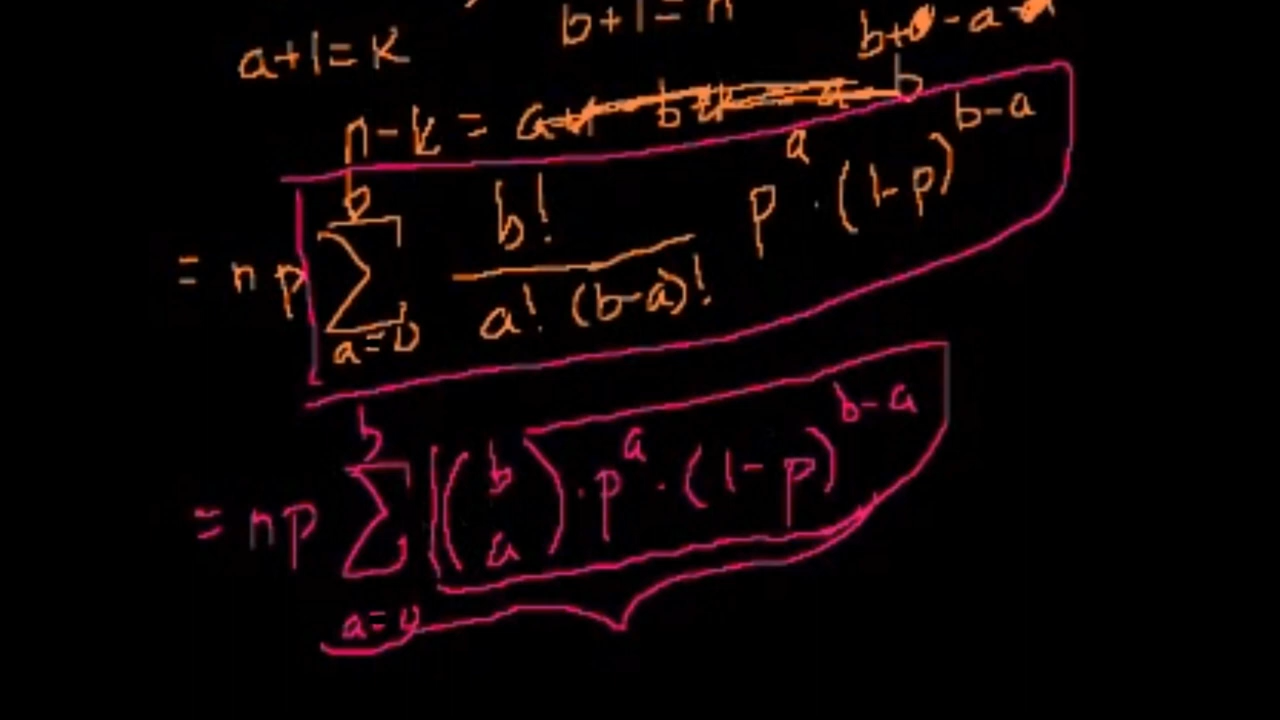 a+1=k b+1=n
n-k = b-a
= np ∑_{a=0}^{b} b!/(a! (b-a)!) p^a · (1-p)^{b-a}
= np ∑_{a=0}^{b} (b a) · p^a · (1-p)^{b-a}